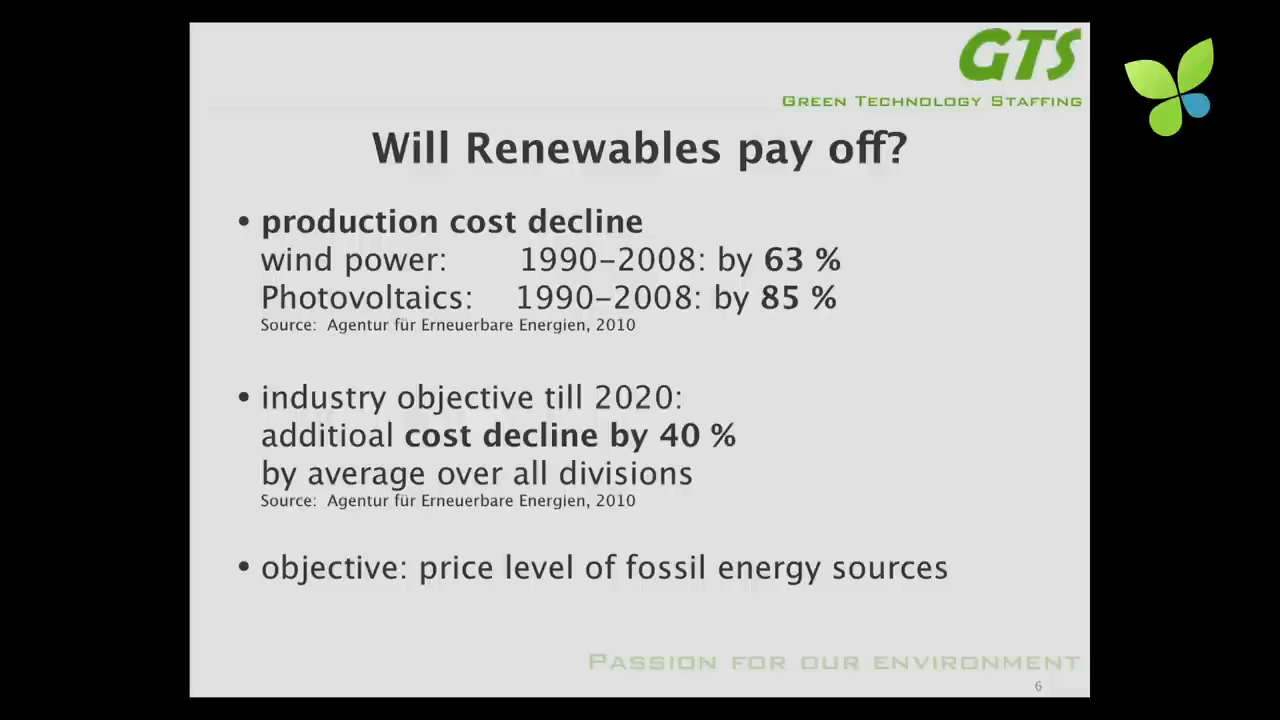 GTS
Green Technology Staffing
Will Renewables pay off?
• production cost decline
wind power: 1990-2008: by 63 %
Photovoltaics: 1990-2008: by 85 %
Source: Agentur für Erneuerbare Energien, 2010
• industry objective till 2020:
additioal cost decline by 40 %
by average over all divisions
Source: Agentur für Erneuerbare Energien, 2010
• objective: price level of fossil energy sources
Passion for our environment
6